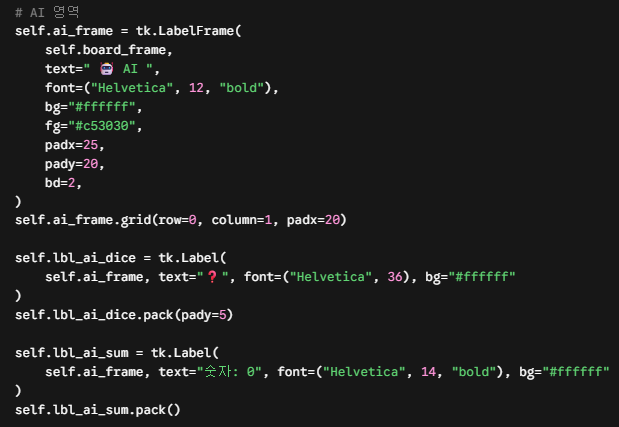 # AI 영역
self.ai_frame = tk.LabelFrame(
    self.board_frame,
    text=" 🤖 AI ",
    font=("Helvetica", 12, "bold"),
    bg="#ffffff",
    fg="#c53030",
    padx=25,
    pady=20,
    bd=2,
)
self.ai_frame.grid(row=0, column=1, padx=20)

self.lbl_ai_dice = tk.Label(
    self.ai_frame, text="❓", font=("Helvetica", 36), bg="#ffffff"
)
self.lbl_ai_dice.pack(pady=5)

self.lbl_ai_sum = tk.Label(
    self.ai_frame, text="숫자: 0", font=("Helvetica", 14, "bold"), bg="#ffffff"
)
self.lbl_ai_sum.pack()